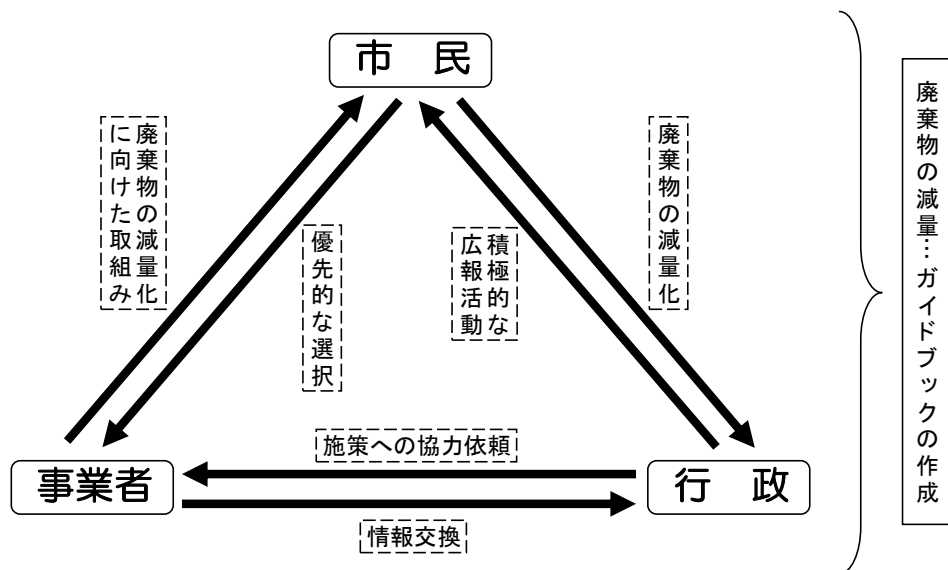 市　民
廃棄物の減量化
に向けた取組み
優先的な選択
積極的な
広報活動
廃棄物の減量化
施策への協力依頼
事業者
行　政
情報交換
廃棄物の減量…ガイドブックの作成